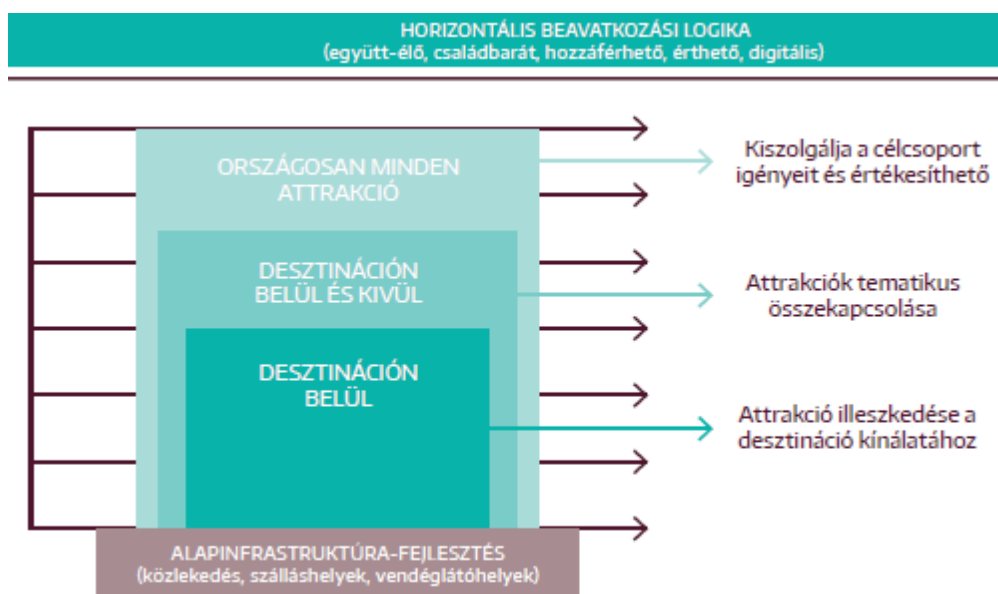 HORIZONTÁLIS BEAVATKOZÁSI LOGIKA
(együtt-élő, családbarát, hozzáférhető, érthető, digitális)
ORSZÁGOSAN MINDEN
ATTRAKCIÓ
Kiszolgálja a célcsoport
igényeit és értékesíthető
DESZTINÁCIÓN
BELÜL ÉS KIVÜL
Attrakciók tematikus
összekapcsolása
DESZTINÁCIÓN
BELÜL
Attrakció illeszkedése a
desztináció kínálatához
ALAPINFRASTRUKTÚRA-FEJLESZTÉS
(közlekedés, szálláshelyek, vendéglátóhelyek)